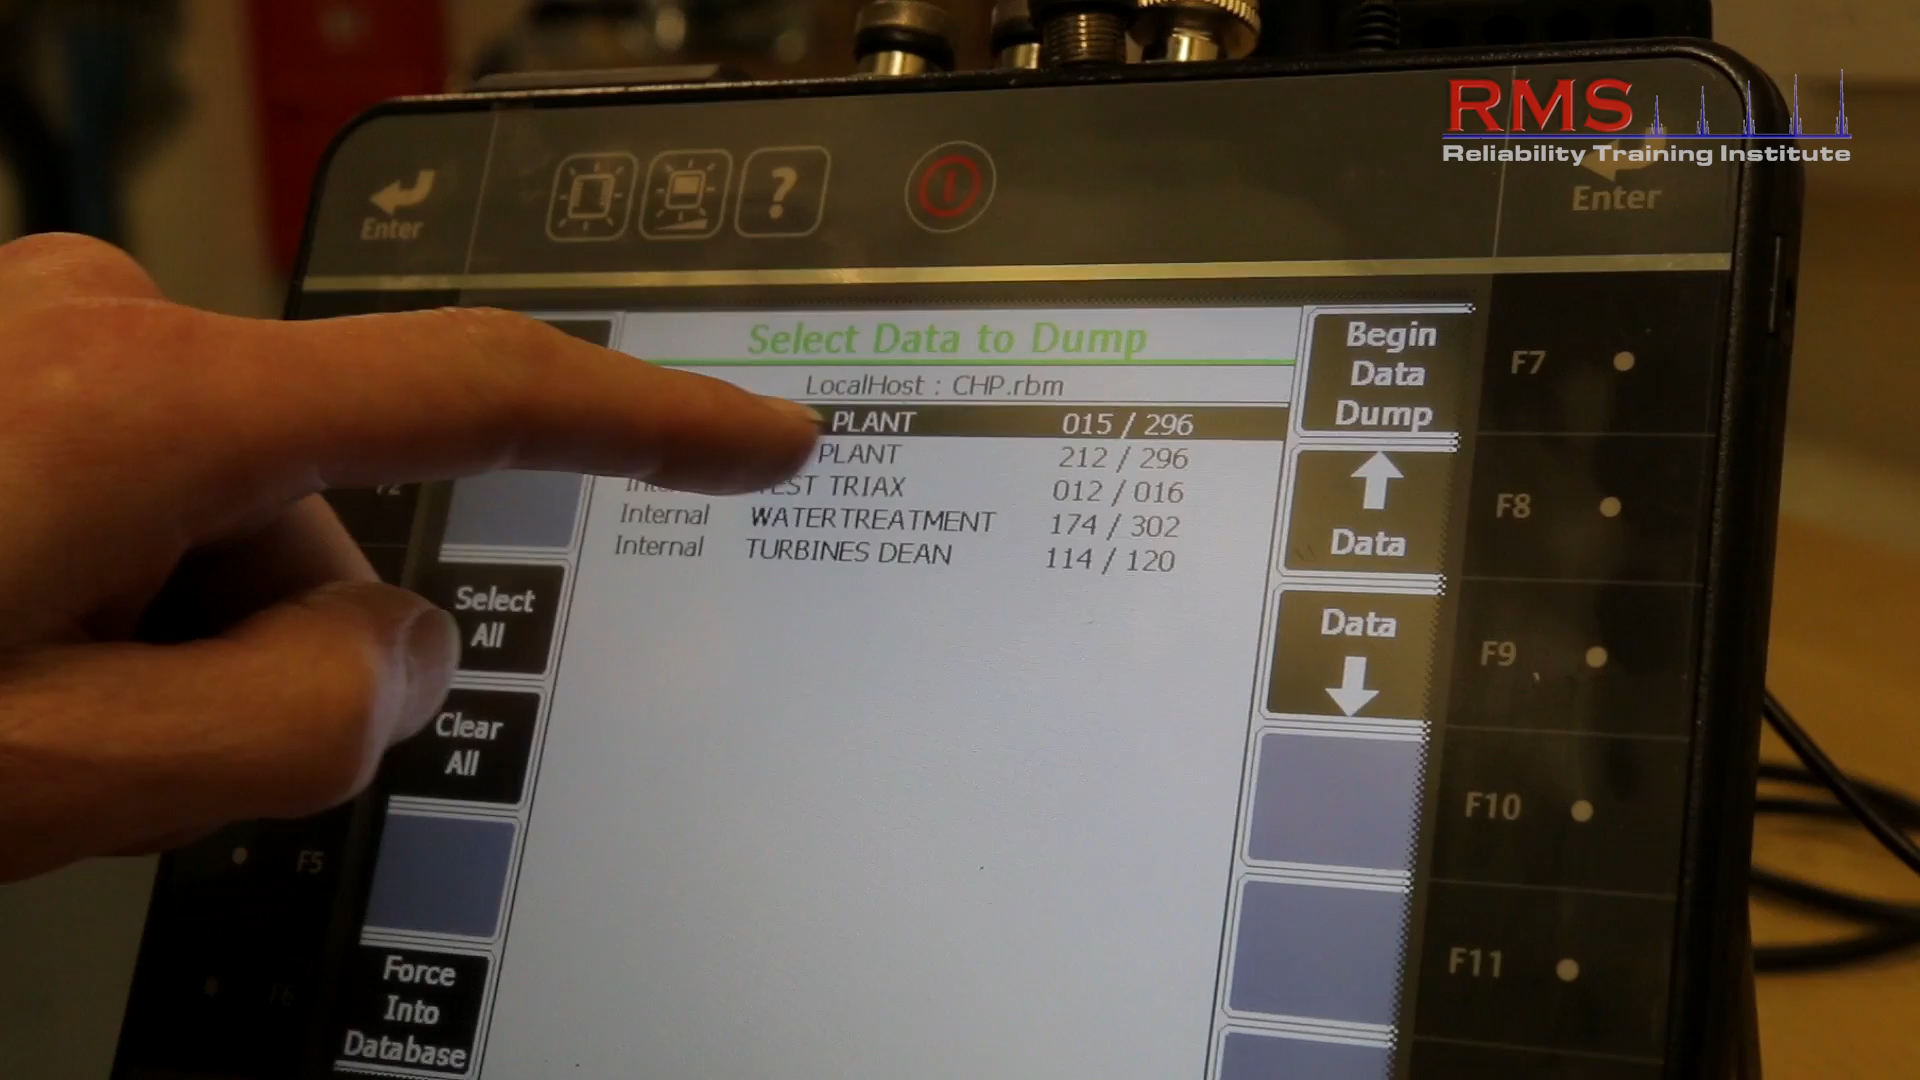 RMS
Reliability Training Institute
Enter
?
Enter
Select Data to Dump
LocalHost : CHP.rbm
PLANT 015 / 296
PLANT 212 / 296
TRIAX 012 / 016
Internal WATERTREATMENT 174 / 302
Internal TURBINES DEAN 114 / 120
Begin
Data
Dump
F7
Data
F8
Data
F9
F10
F11
Select
All
Clear
All
F5
F6
Force
Into
Database